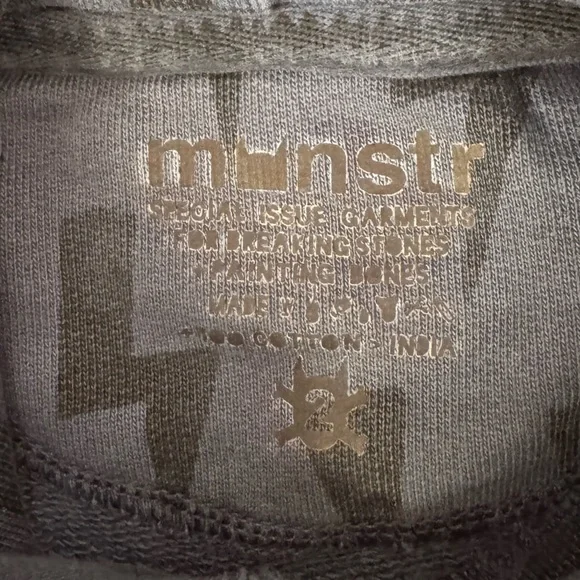 munstr
SPECIAL ISSUE GARMENTS
FOR BREAKING STONES
+ PAINTING BONES
MADE
+100 COTTON - INDIA
2